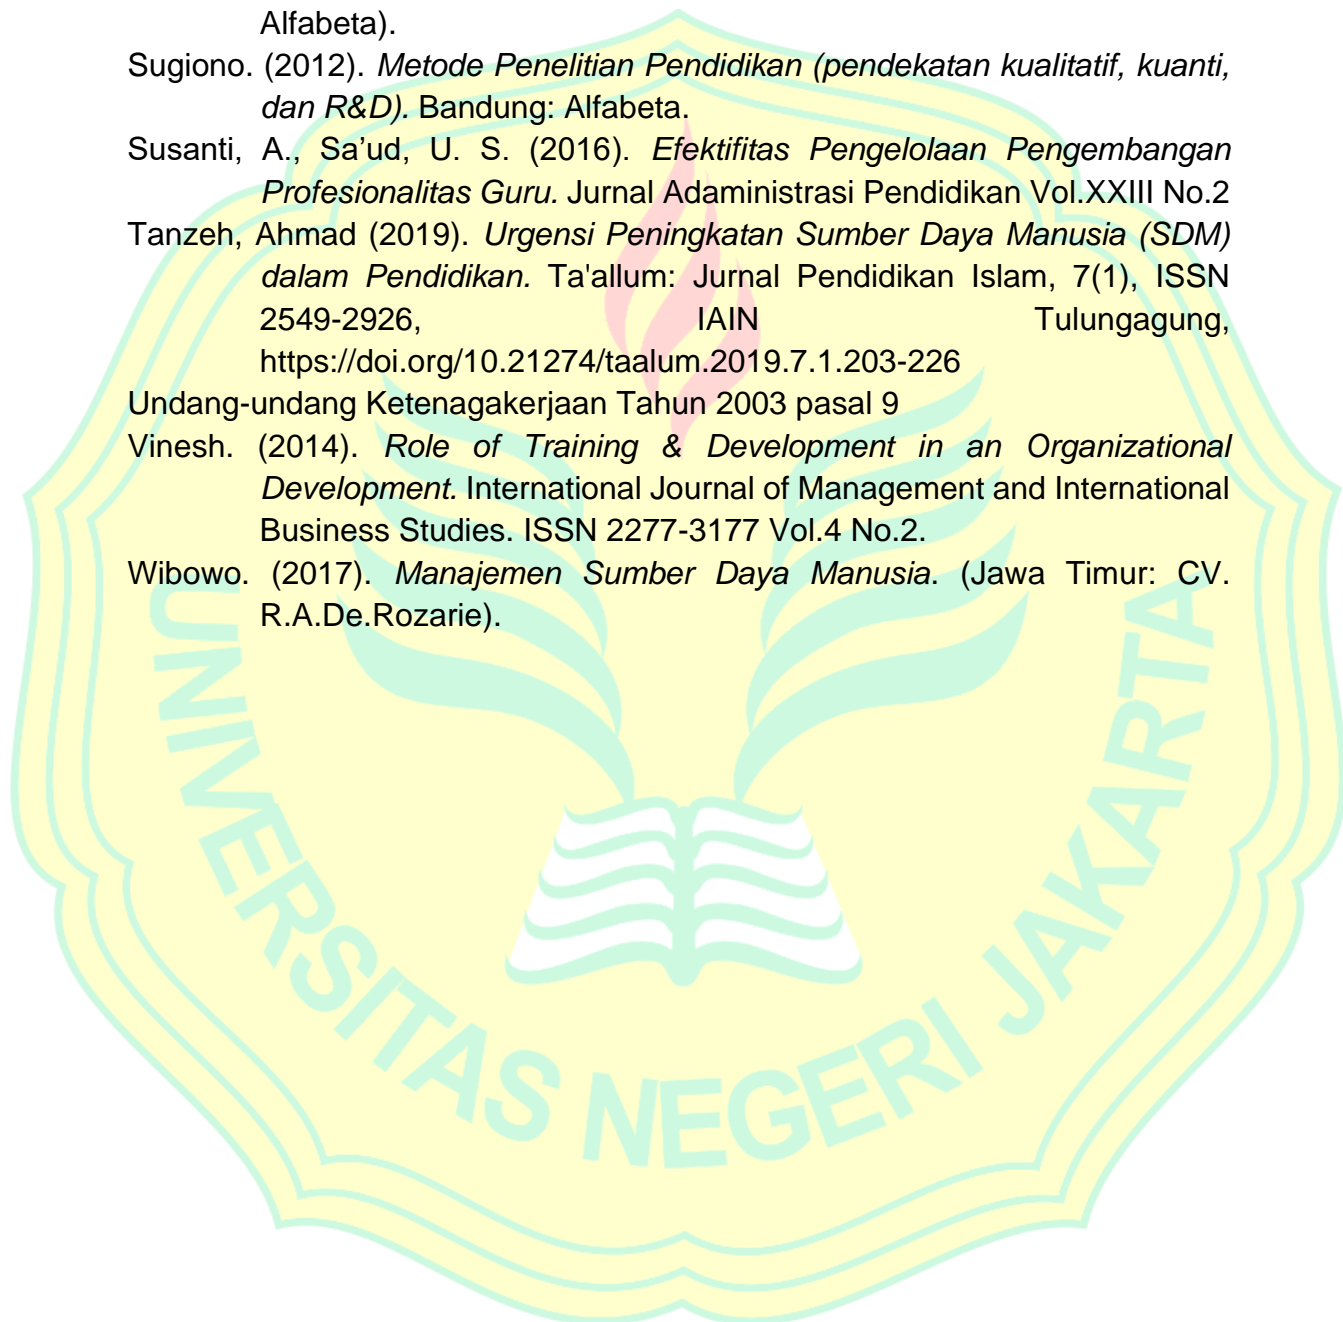 Alfabeta).
Sugiono. (2012). Metode Penelitian Pendidikan (pendekatan kualitatif, kuanti,
dan R&D). Bandung: Alfabeta.
Susanti, A., Sa’ud, U. S. (2016). Efektifitas Pengelolaan Pengembangan
Profesionalitas Guru. Jurnal Adaministrasi Pendidikan Vol.XXIII No.2
Tanzeh, Ahmad (2019). Urgensi Peningkatan Sumber Daya Manusia (SDM)
dalam Pendidikan. Ta'allum: Jurnal Pendidikan Islam, 7(1), ISSN
2549-2926, IAIN Tulungagung,
https://doi.org/10.21274/taalum.2019.7.1.203-226
Undang-undang Ketenagakerjaan Tahun 2003 pasal 9
Vinesh. (2014). Role of Training & Development in an Organizational
Development. International Journal of Management and International
Business Studies. ISSN 2277-3177 Vol.4 No.2.
Wibowo. (2017). Manajemen Sumber Daya Manusia. (Jawa Timur: CV.
R.A.De.Rozarie).
UNIVERSITAS NEGERI JAKARTA